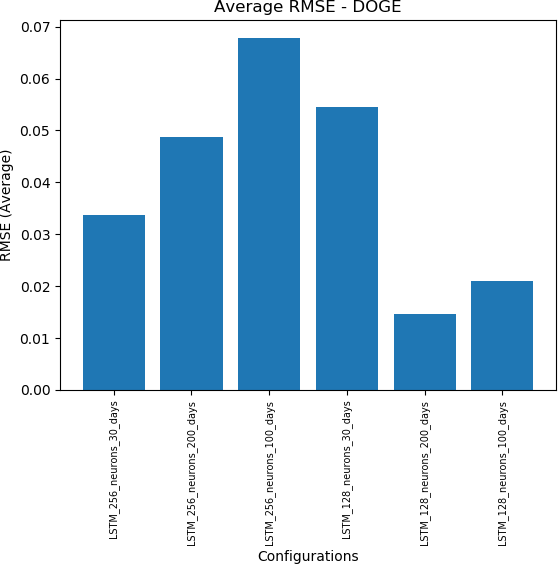 Average RMSE - DOGE
RMSE (Average)
0.07
0.06
0.05
0.04
0.03
0.02
0.01
0.00
LSTM_256_neurons_30_days
LSTM_256_neurons_200_days
LSTM_256_neurons_100_days
LSTM_128_neurons_30_days
LSTM_128_neurons_200_days
LSTM_128_neurons_100_days
Configurations